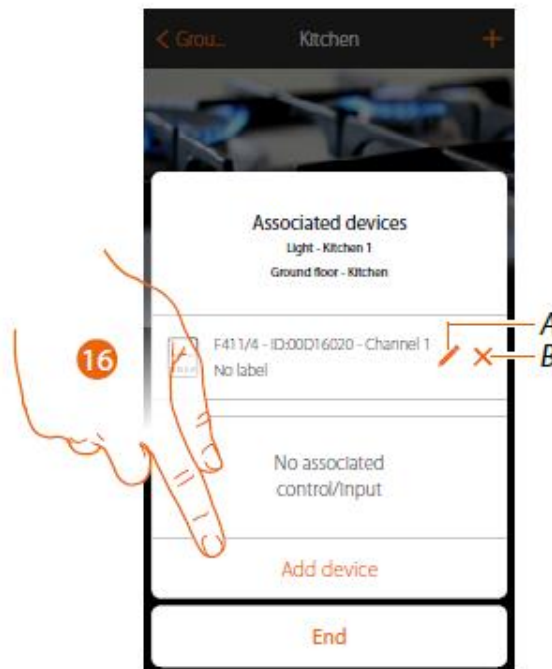 < Grou... Kitchen +
Associated devices
Light - Kitchen 1
Ground floor - Kitchen
F411/4 - ID:00D16020 - Channel 1
No label
A
B
16
No associated
control/input
Add device
End